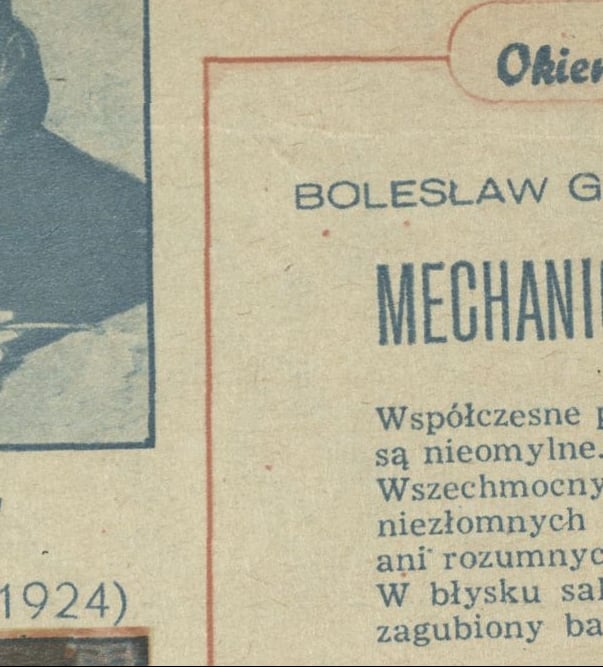 1924)
Okien
BOLESŁAW G
MECHANI
Współczesne p
są nieomylne.
Wszechmocny
niezłomnych
ani rozumnyc
W błysku sal
zagubiony ba